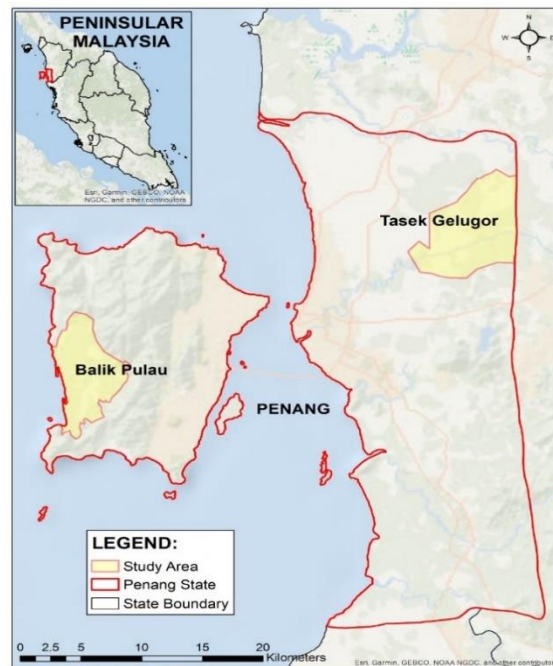 PENINSULAR
MALAYSIA
Esri, Garmin, GEBCO, NOAA
NGDC, and other contributors
N
W E
S
Tasek Gelugor
Balik Pulau
PENANG
LEGEND:
Study Area
Penang State
State Boundary
0 2.5 5 10 15 20
Kilometers
Esri, Garmin, GEBCO, NOAA NGDC, and other contributors